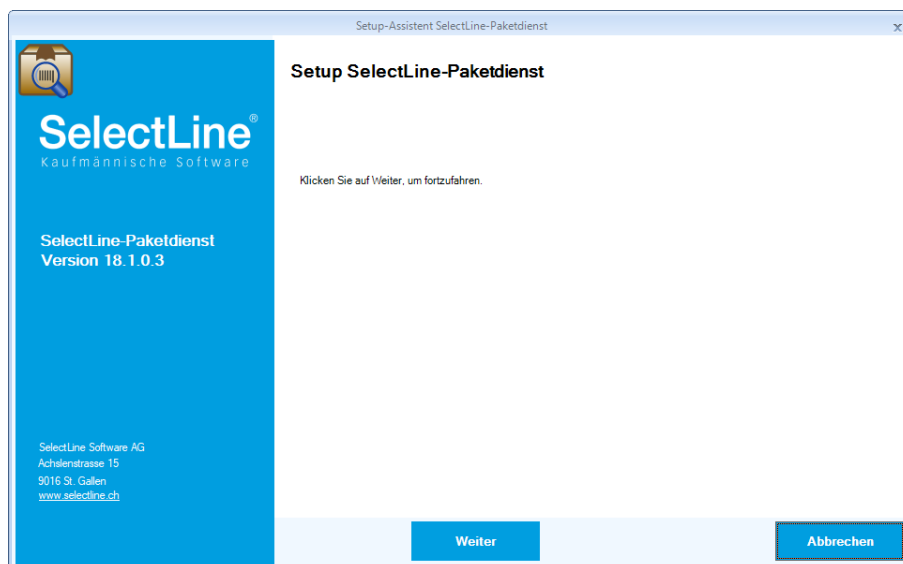 Setup-Assistent SelectLine-Paketdienst
x
Setup SelectLine-Paketdienst
SelectLine®
Kaufmännische Software
Klicken Sie auf Weiter, um fortzufahren.
SelectLine-Paketdienst
Version 18.1.0.3
SelectLine Software AG
Achslenstrasse 15
9016 St. Gallen
www.selectline.ch
Weiter
Abbrechen